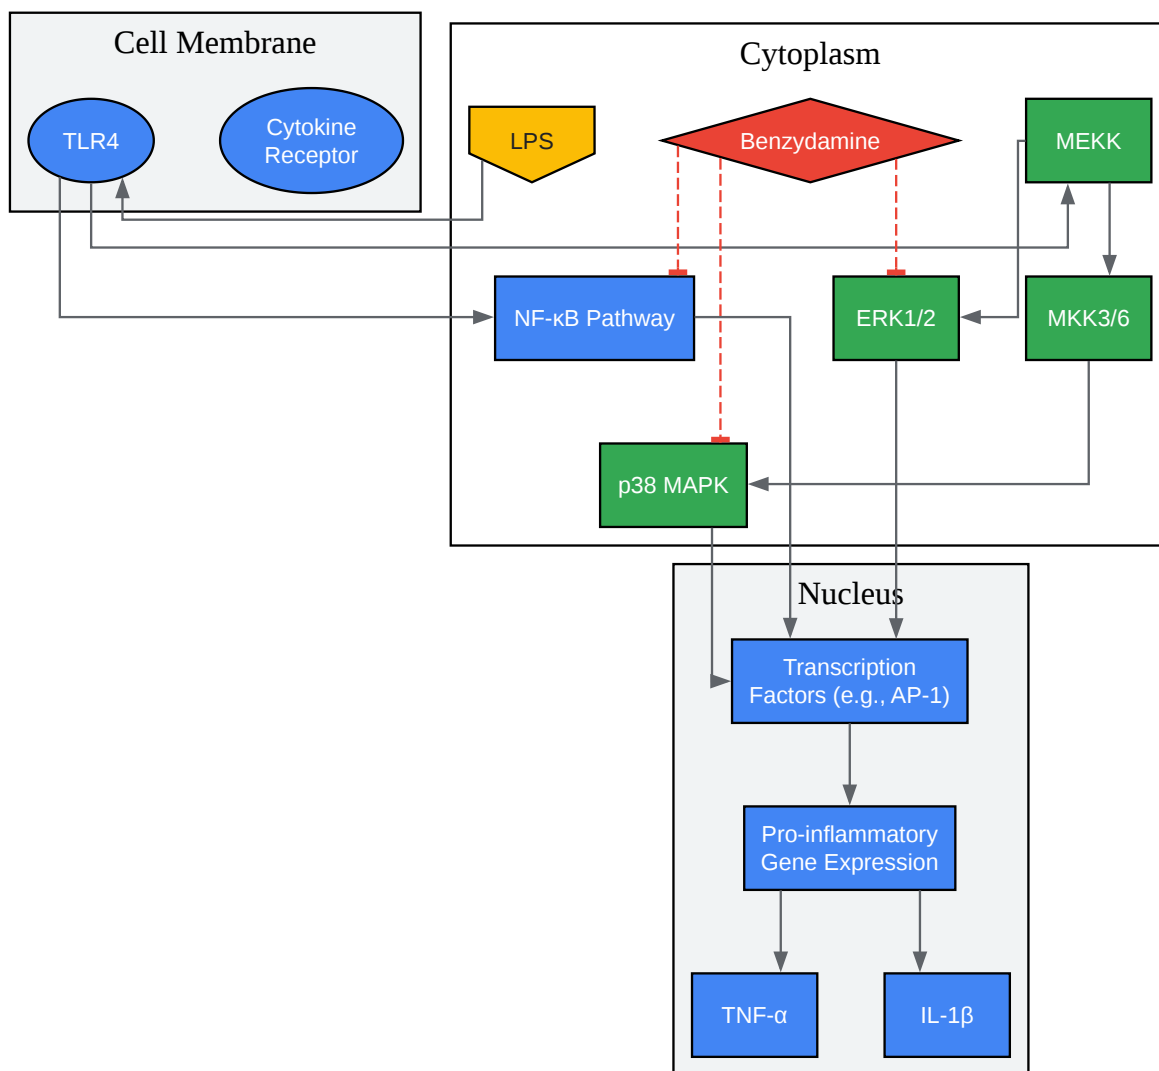 Cell Membrane
TLR4
Cytokine
Receptor
Cytoplasm
LPS
Benzydamine
MEKK
NF-κB Pathway
ERK1/2
MKK3/6
p38 MAPK
Nucleus
Transcription
Factors (e.g., AP-1)
Pro-inflammatory
Gene Expression
TNF-α
IL-1β